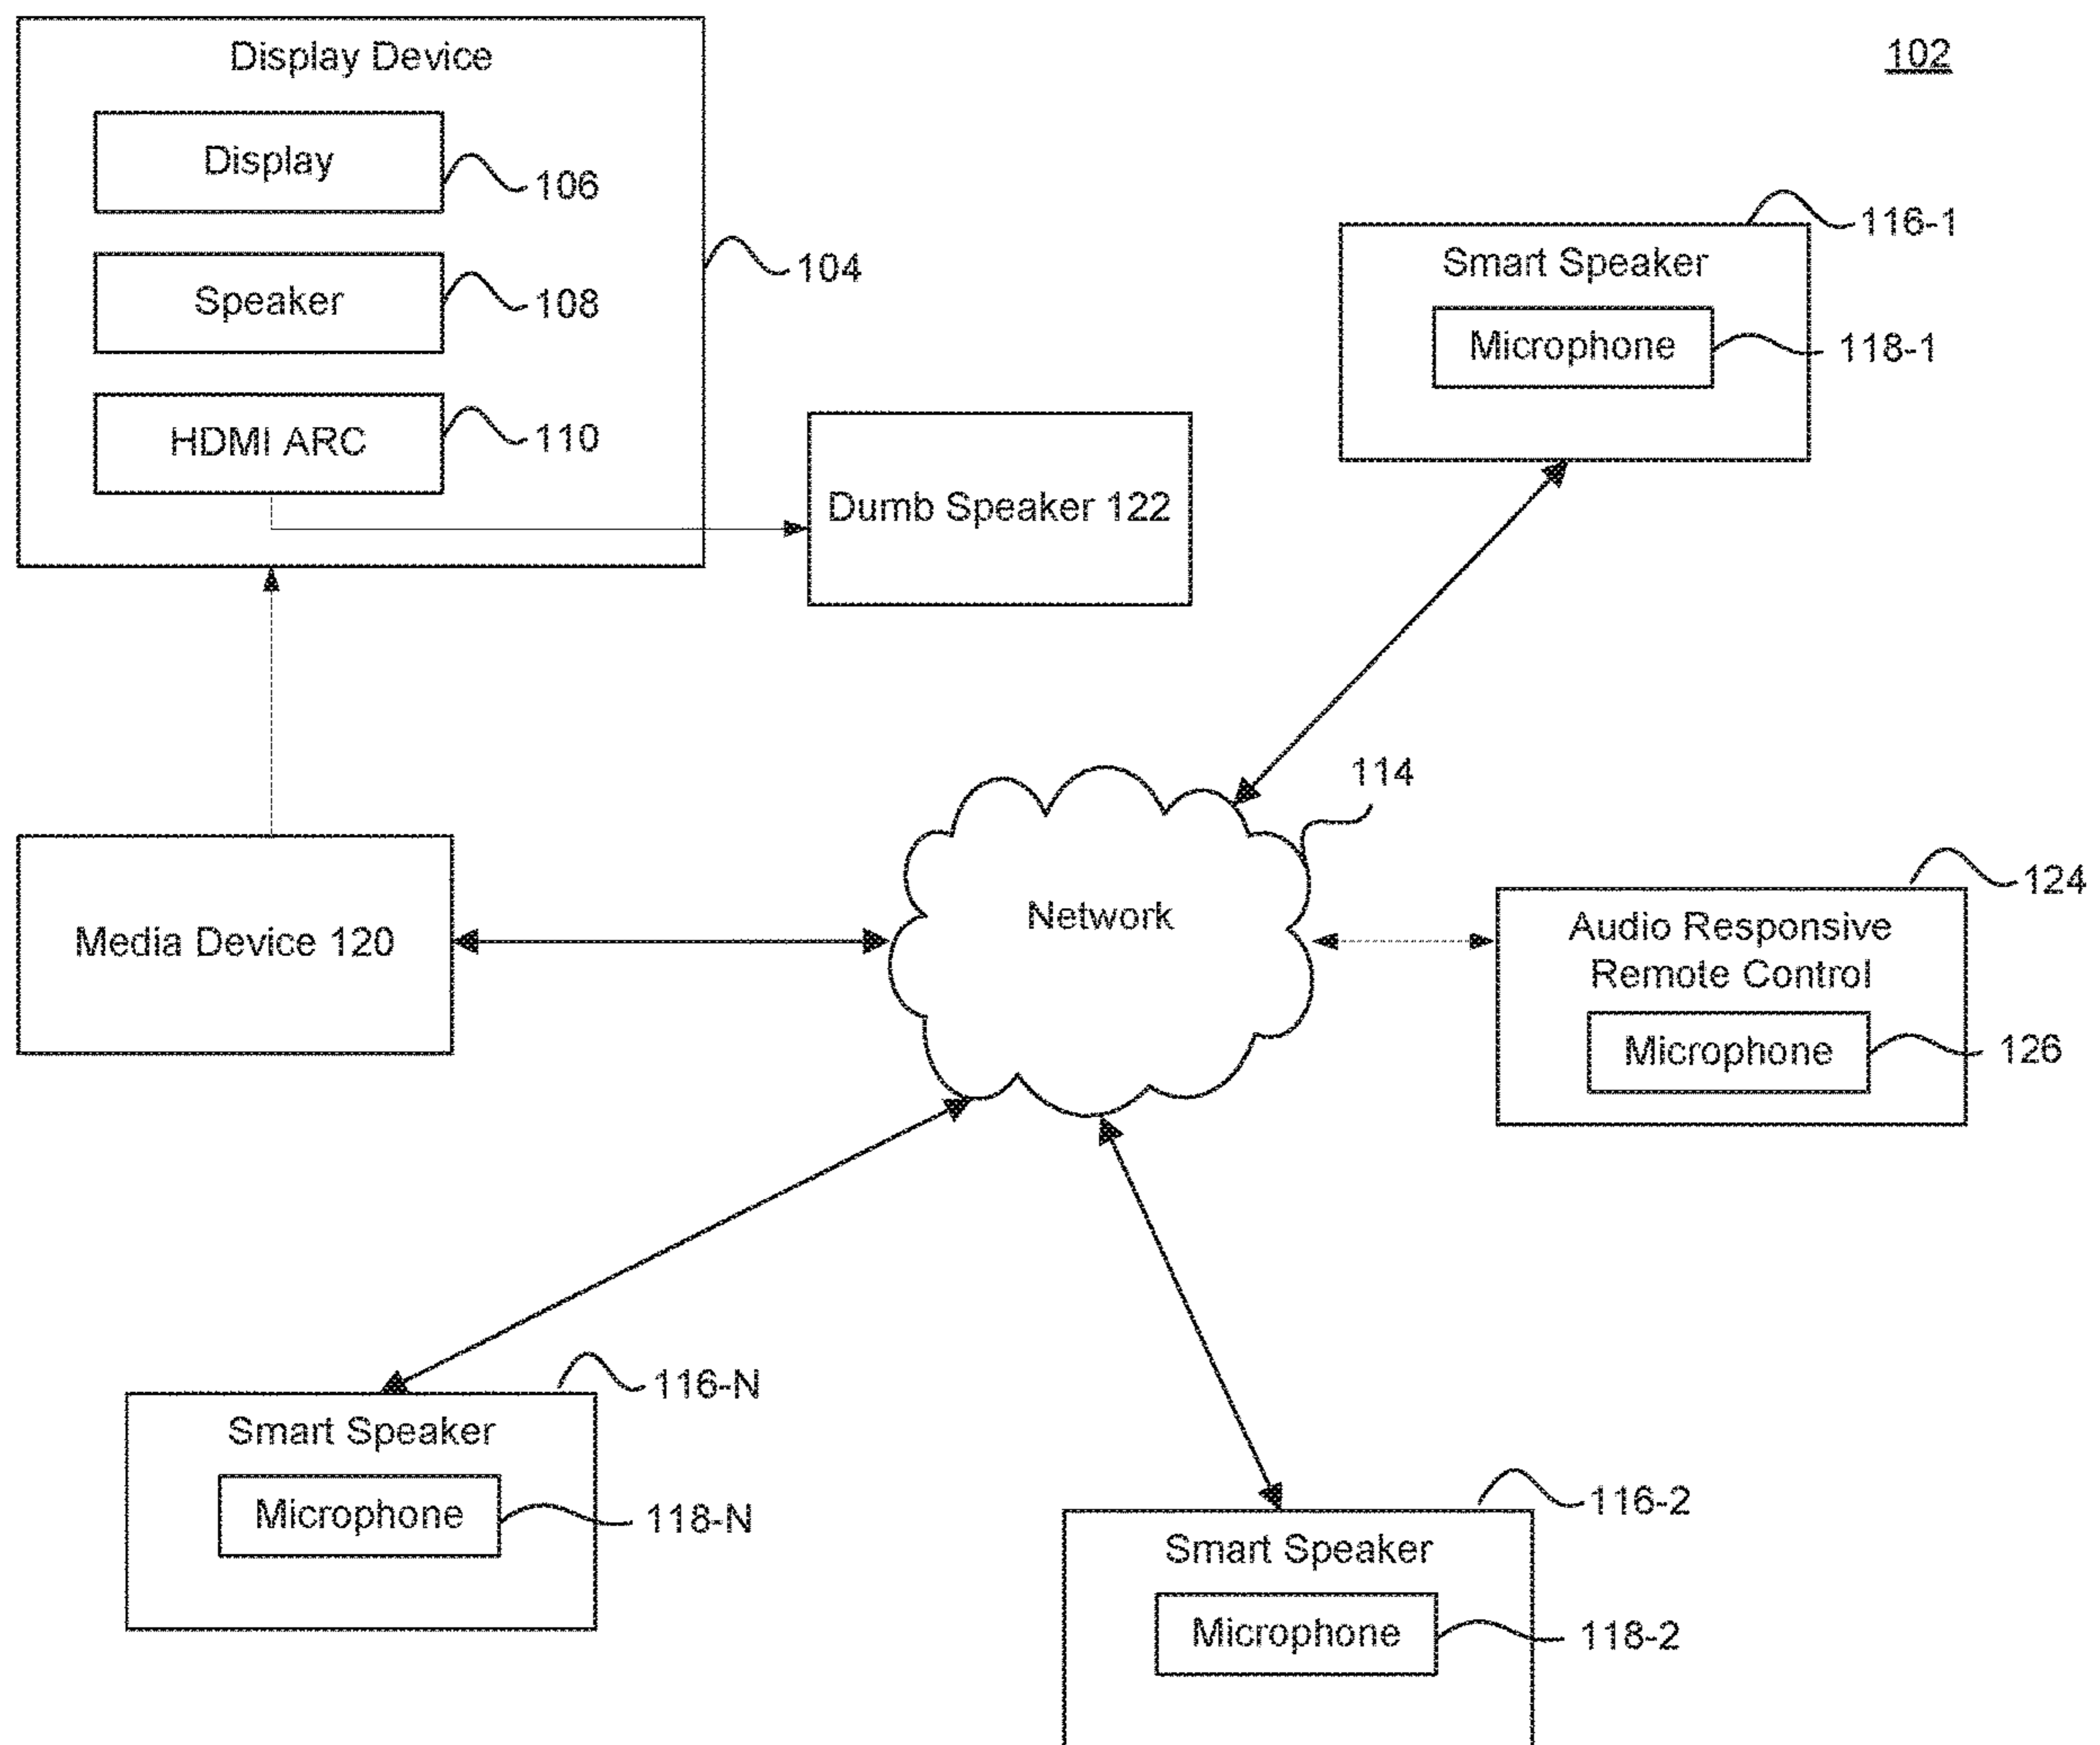 Display Device
102
Display
106
Speaker
108
104
HDMI ARC
110
Dumb Speaker 122
116-1
Smart Speaker
Microphone
118-1
114
Network
Media Device 120
124
Audio Responsive
Remote Control
Microphone
126
116-N
Smart Speaker
Microphone
118-N
116-2
Smart Speaker
Microphone
118-2